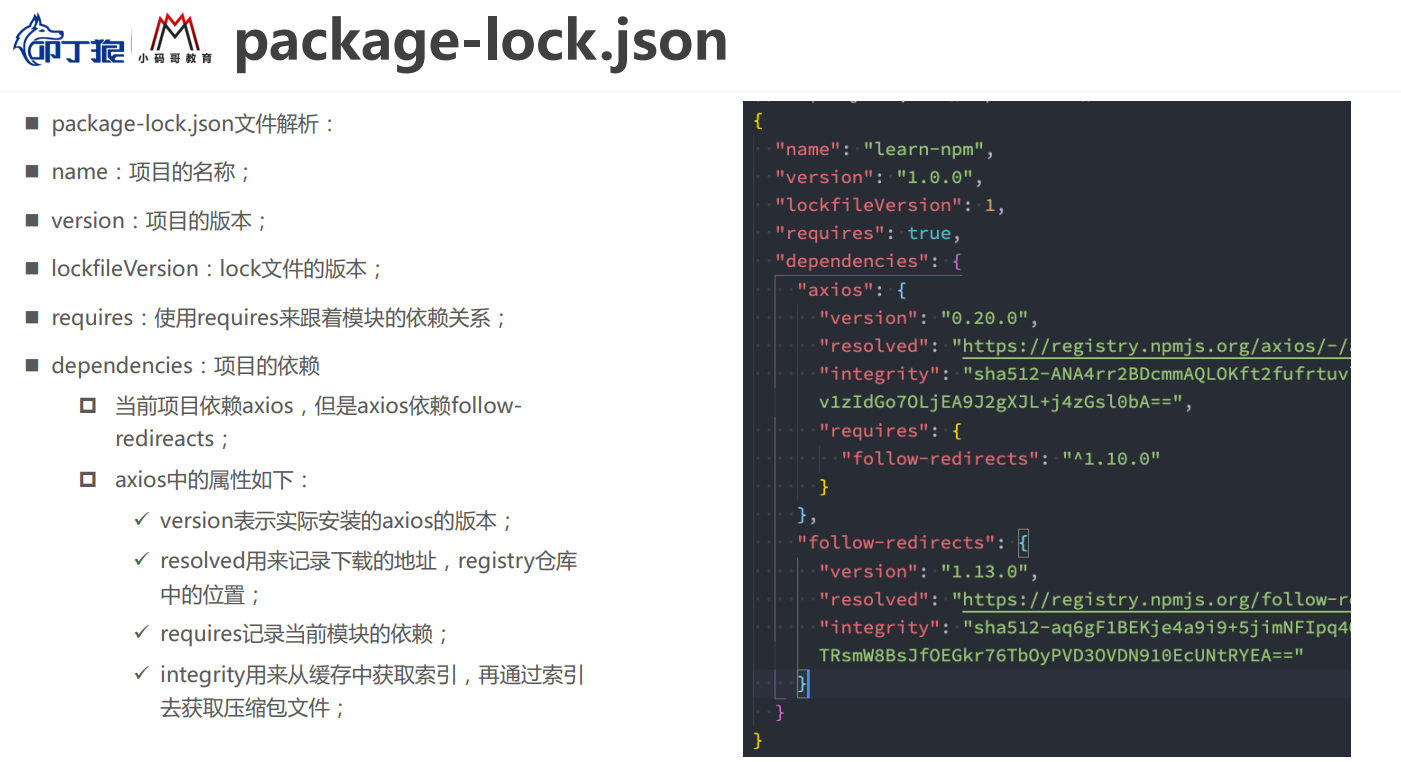 叩丁狼
小码哥教育
package-lock.json
package-lock.json文件解析：
name：项目的名称；
version：项目的版本；
lockfileVersion：lock文件的版本；
requires：使用requires来跟着模块的依赖关系；
dependencies：项目的依赖
当前项目依赖axios，但是axios依赖follow-
redireacts；
axios中的属性如下：
version表示实际安装的axios的版本；
resolved用来记录下载的地址，registry仓库
中的位置；
requires记录当前模块的依赖；
integrity用来从缓存中获取索引，再通过索引
去获取压缩包文件；
{
"name": "learn-npm",
"version": "1.0.0",
"lockfileVersion": 1,
"requires": true,
"dependencies": {
"axios": {
"version": "0.20.0",
"resolved": "https://registry.npmjs.org/axios/-/
"integrity": "sha512-ANA4rr2BDcmmAQLOKft2fufrtuv
v1zIdGo7OLjEA9J2gXJL+j4zGsl0bA==",
"requires": {
"follow-redirects": "^1.10.0"
}
},
"follow-redirects": {
"version": "1.13.0",
"resolved": "https://registry.npmjs.org/follow-r
"integrity": "sha512-aq6gF1BEKje4a9i9+5jimNFIpq4
TRsmW8BsJfOEGkr76TbOyPVD3OVDN910EcUNtRYEA=="
}
}
}